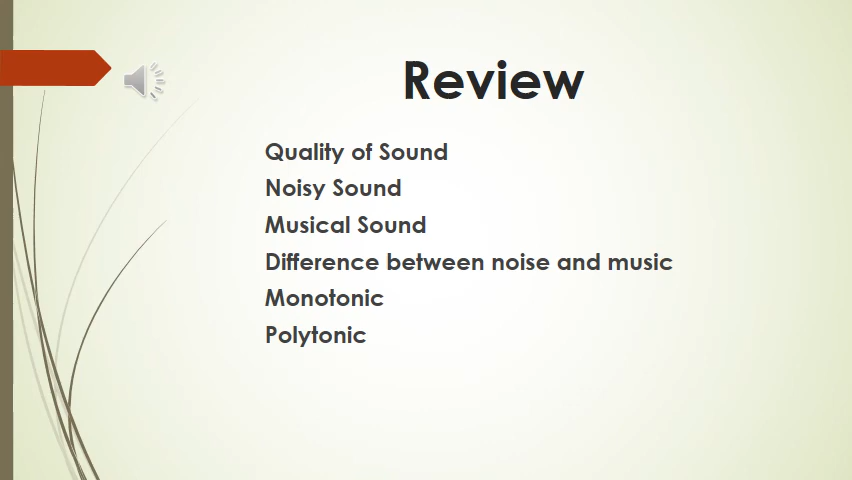 Review
Quality of Sound
Noisy Sound
Musical Sound
Difference between noise and music
Monotonic
Polytonic